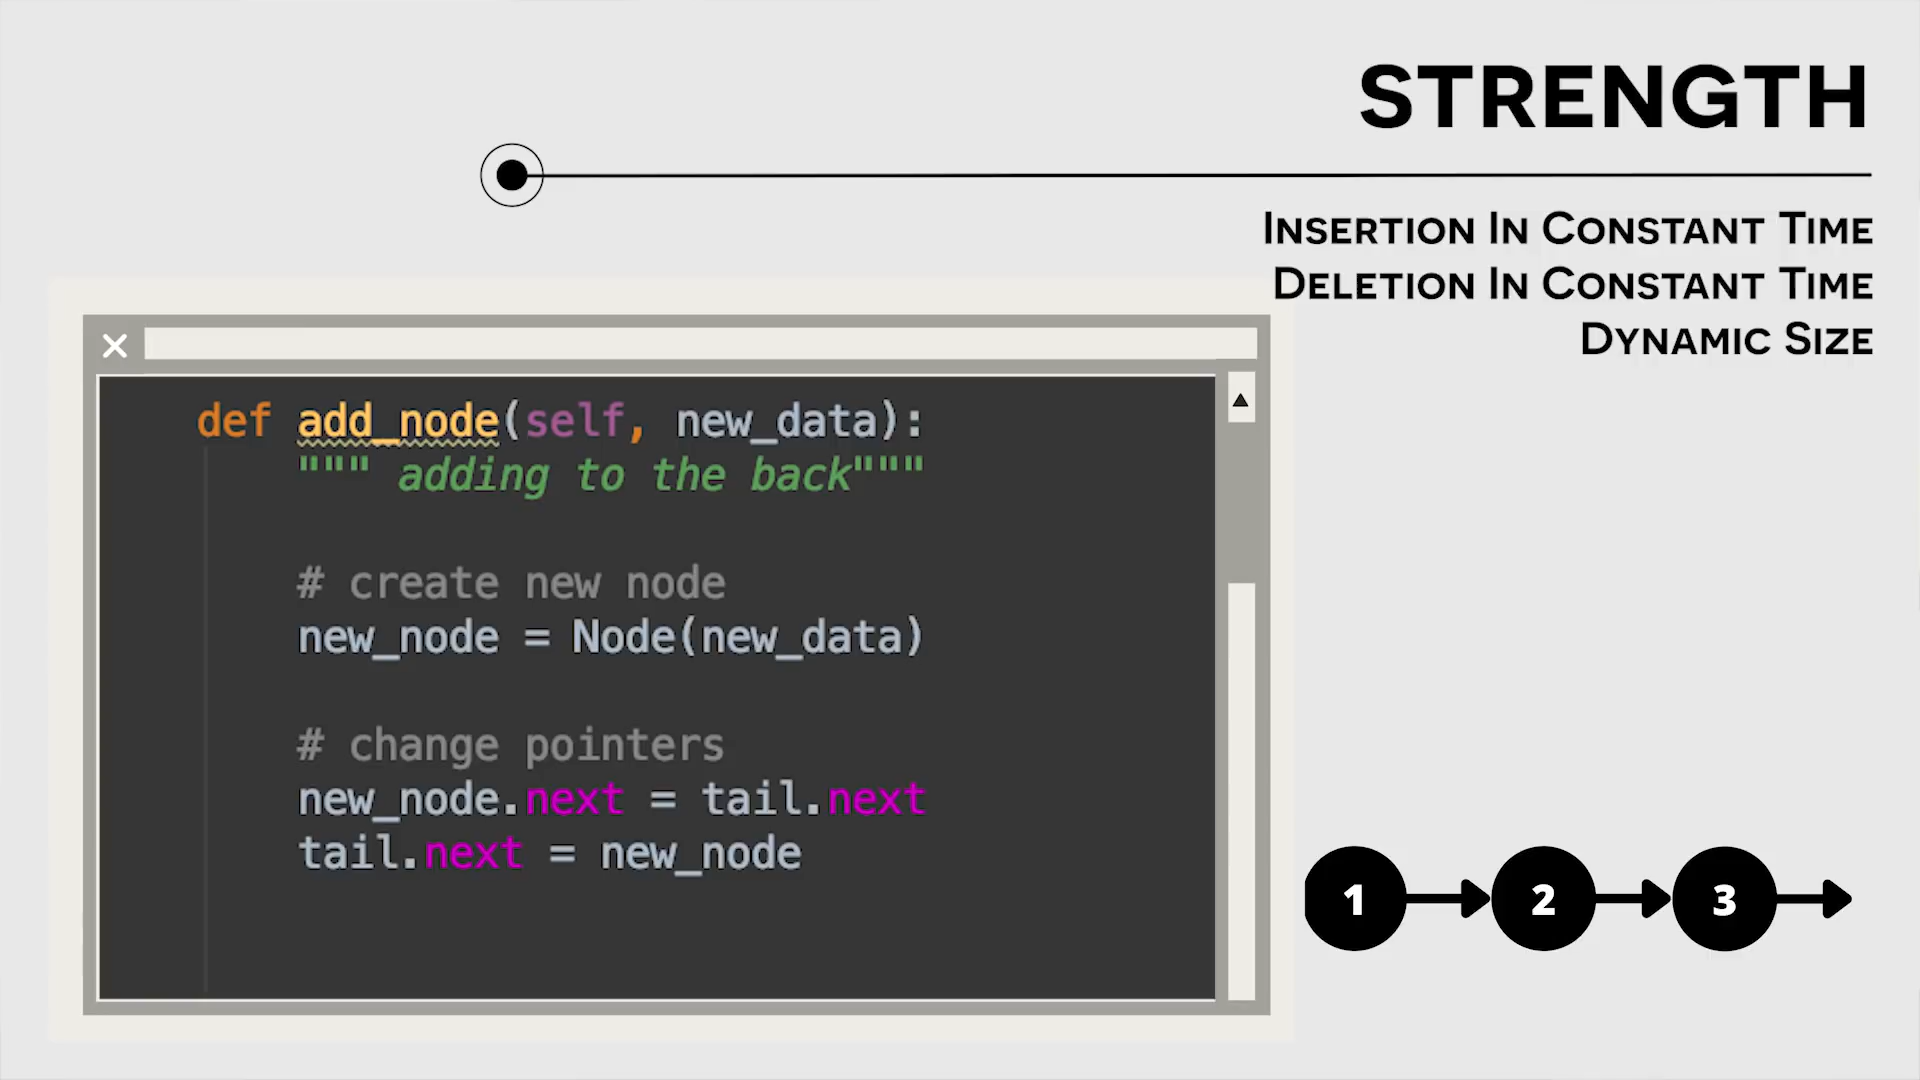 STRENGTH
Insertion In Constant Time
Deletion In Constant Time
Dynamic Size
def add_node(self, new_data):
""" adding to the back"""
# create new node
new_node = Node(new_data)
# change pointers
new_node.next = tail.next
tail.next = new_node
1 2 3